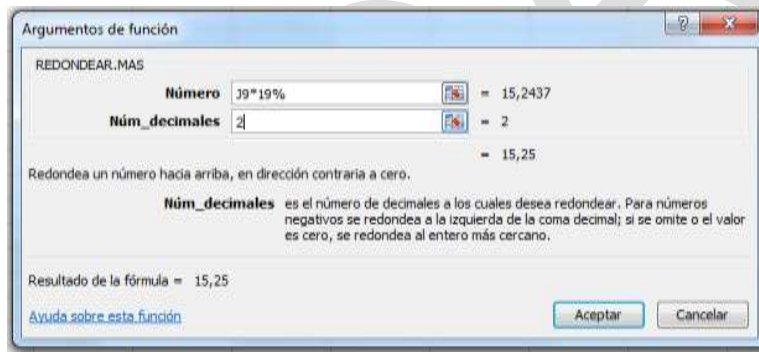 Argumentos de función
REDONDEAR.MAS
Número J9*19% = 15,2437
Núm_decimales 2 = 2
= 15,25
Redondea un número hacia arriba, en dirección contraria a cero.
Núm_decimales es el número de decimales a los cuales desea redondear. Para números
negativos se redondea a la izquierda de la coma decimal; si se omite o el valor
es cero, se redondea al entero más cercano.
Resultado de la fórmula = 15,25
Ayuda sobre esta función Aceptar Cancelar